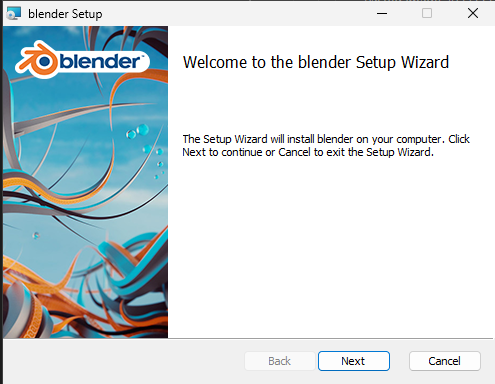 blender Setup
blender
Welcome to the blender Setup Wizard
The Setup Wizard will install blender on your computer. Click
Next to continue or Cancel to exit the Setup Wizard.
Back
Next
Cancel